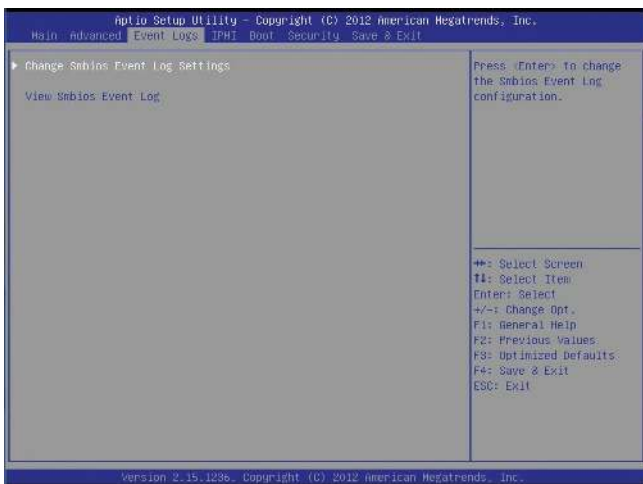 Aptio Setup Utility - Copyright (C) 2012 American Megatrends, Inc.
Main Advanced Event Logs IPMI Boot Security Save & Exit
Change Smbios Event Log Settings
View Smbios Event Log
Press <Enter> to change
the Smbios Event Log
configuration.
: Select Screen
↑↓: Select Item
Enter: Select
+/-: Change Opt.
F1: General Help
F2: Previous Values
F3: Optimized Defaults
F4: Save & Exit
ESC: Exit
Version 2.15.1236. Copyright (C) 2012 American Megatrends, Inc.